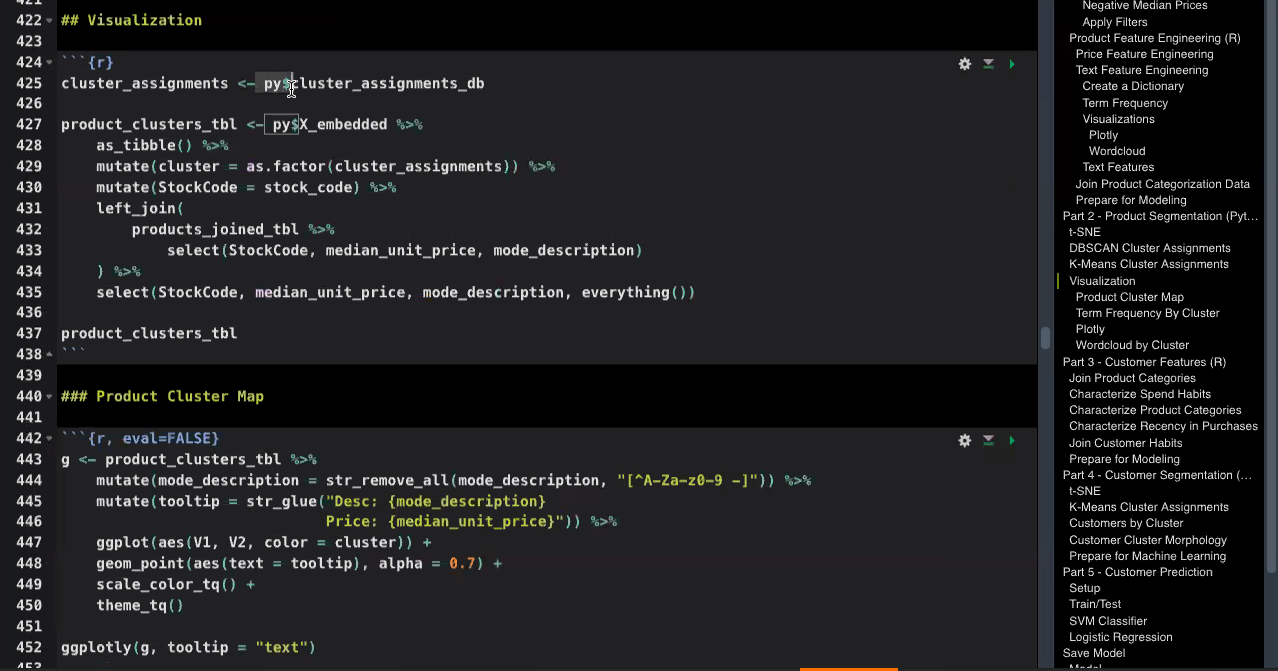 421
422 ## Visualization
423
424 ```{r}
425 cluster_assignments <- py$cluster_assignments_db
426
427 product_clusters_tbl <- py$X_embedded %>%
428     as_tibble() %>%
429     mutate(cluster = as.factor(cluster_assignments)) %>%
430     mutate(StockCode = stock_code) %>%
431     left_join(
432         products_joined_tbl %>%
433             select(StockCode, median_unit_price, mode_description)
434     ) %>%
435     select(StockCode, median_unit_price, mode_description, everything())
436
437 product_clusters_tbl
438 ```
439
440 ### Product Cluster Map
441
442 ```{r, eval=FALSE}
443 g <- product_clusters_tbl %>%
444     mutate(mode_description = str_remove_all(mode_description, "[^A-Za-z0-9 -]")) %>%
445     mutate(tooltip = str_glue("Desc: {mode_description}
446                               Price: {median_unit_price}")) %>%
447     ggplot(aes(V1, V2, color = cluster)) +
448     geom_point(aes(text = tooltip), alpha = 0.7) +
449     scale_color_tq() +
450     theme_tq()
451
452 ggplotly(g, tooltip = "text")
453
Negative Median Prices
Apply Filters
Product Feature Engineering (R)
Price Feature Engineering
Text Feature Engineering
Create a Dictionary
Term Frequency
Visualizations
Plotly
Wordcloud
Text Features
Join Product Categorization Data
Prepare for Modeling
Part 2 - Product Segmentation (Pyt...
t-SNE
DBSCAN Cluster Assignments
K-Means Cluster Assignments
Visualization
Product Cluster Map
Term Frequency By Cluster
Plotly
Wordcloud by Cluster
Part 3 - Customer Features (R)
Join Product Categories
Characterize Spend Habits
Characterize Product Categories
Characterize Recency in Purchases
Join Customer Habits
Prepare for Modeling
Part 4 - Customer Segmentation (...
t-SNE
K-Means Cluster Assignments
Customers by Cluster
Customer Cluster Morphology
Prepare for Machine Learning
Part 5 - Customer Prediction
Setup
Train/Test
SVM Classifier
Logistic Regression
Save Model
Model